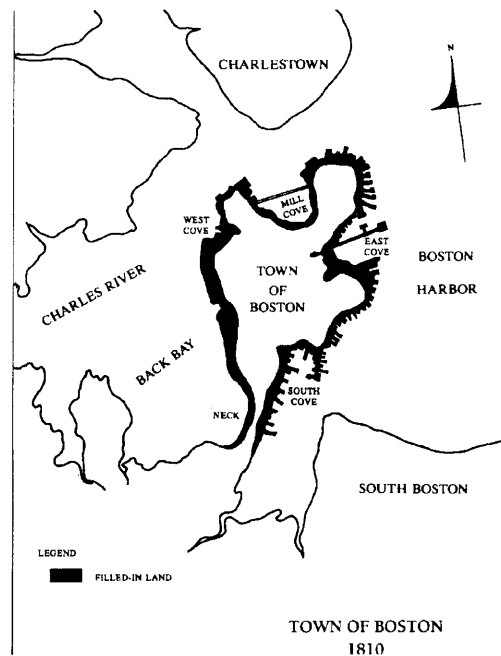 CHARLESTOWN
N
MILL
COVE
WEST
COVE
EAST
COVE
TOWN
OF
BOSTON
BOSTON
HARBOR
CHARLES RIVER
BACK BAY
SOUTH
COVE
NECK
SOUTH BOSTON
LEGEND
FILLED-IN LAND
TOWN OF BOSTON
1810